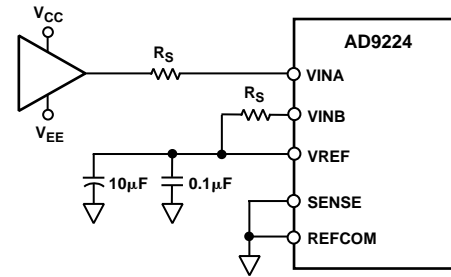 VCC
AD9224
RS
VINA
RS
VINB
VEE
VREF
10µF
0.1µF
SENSE
REFCOM